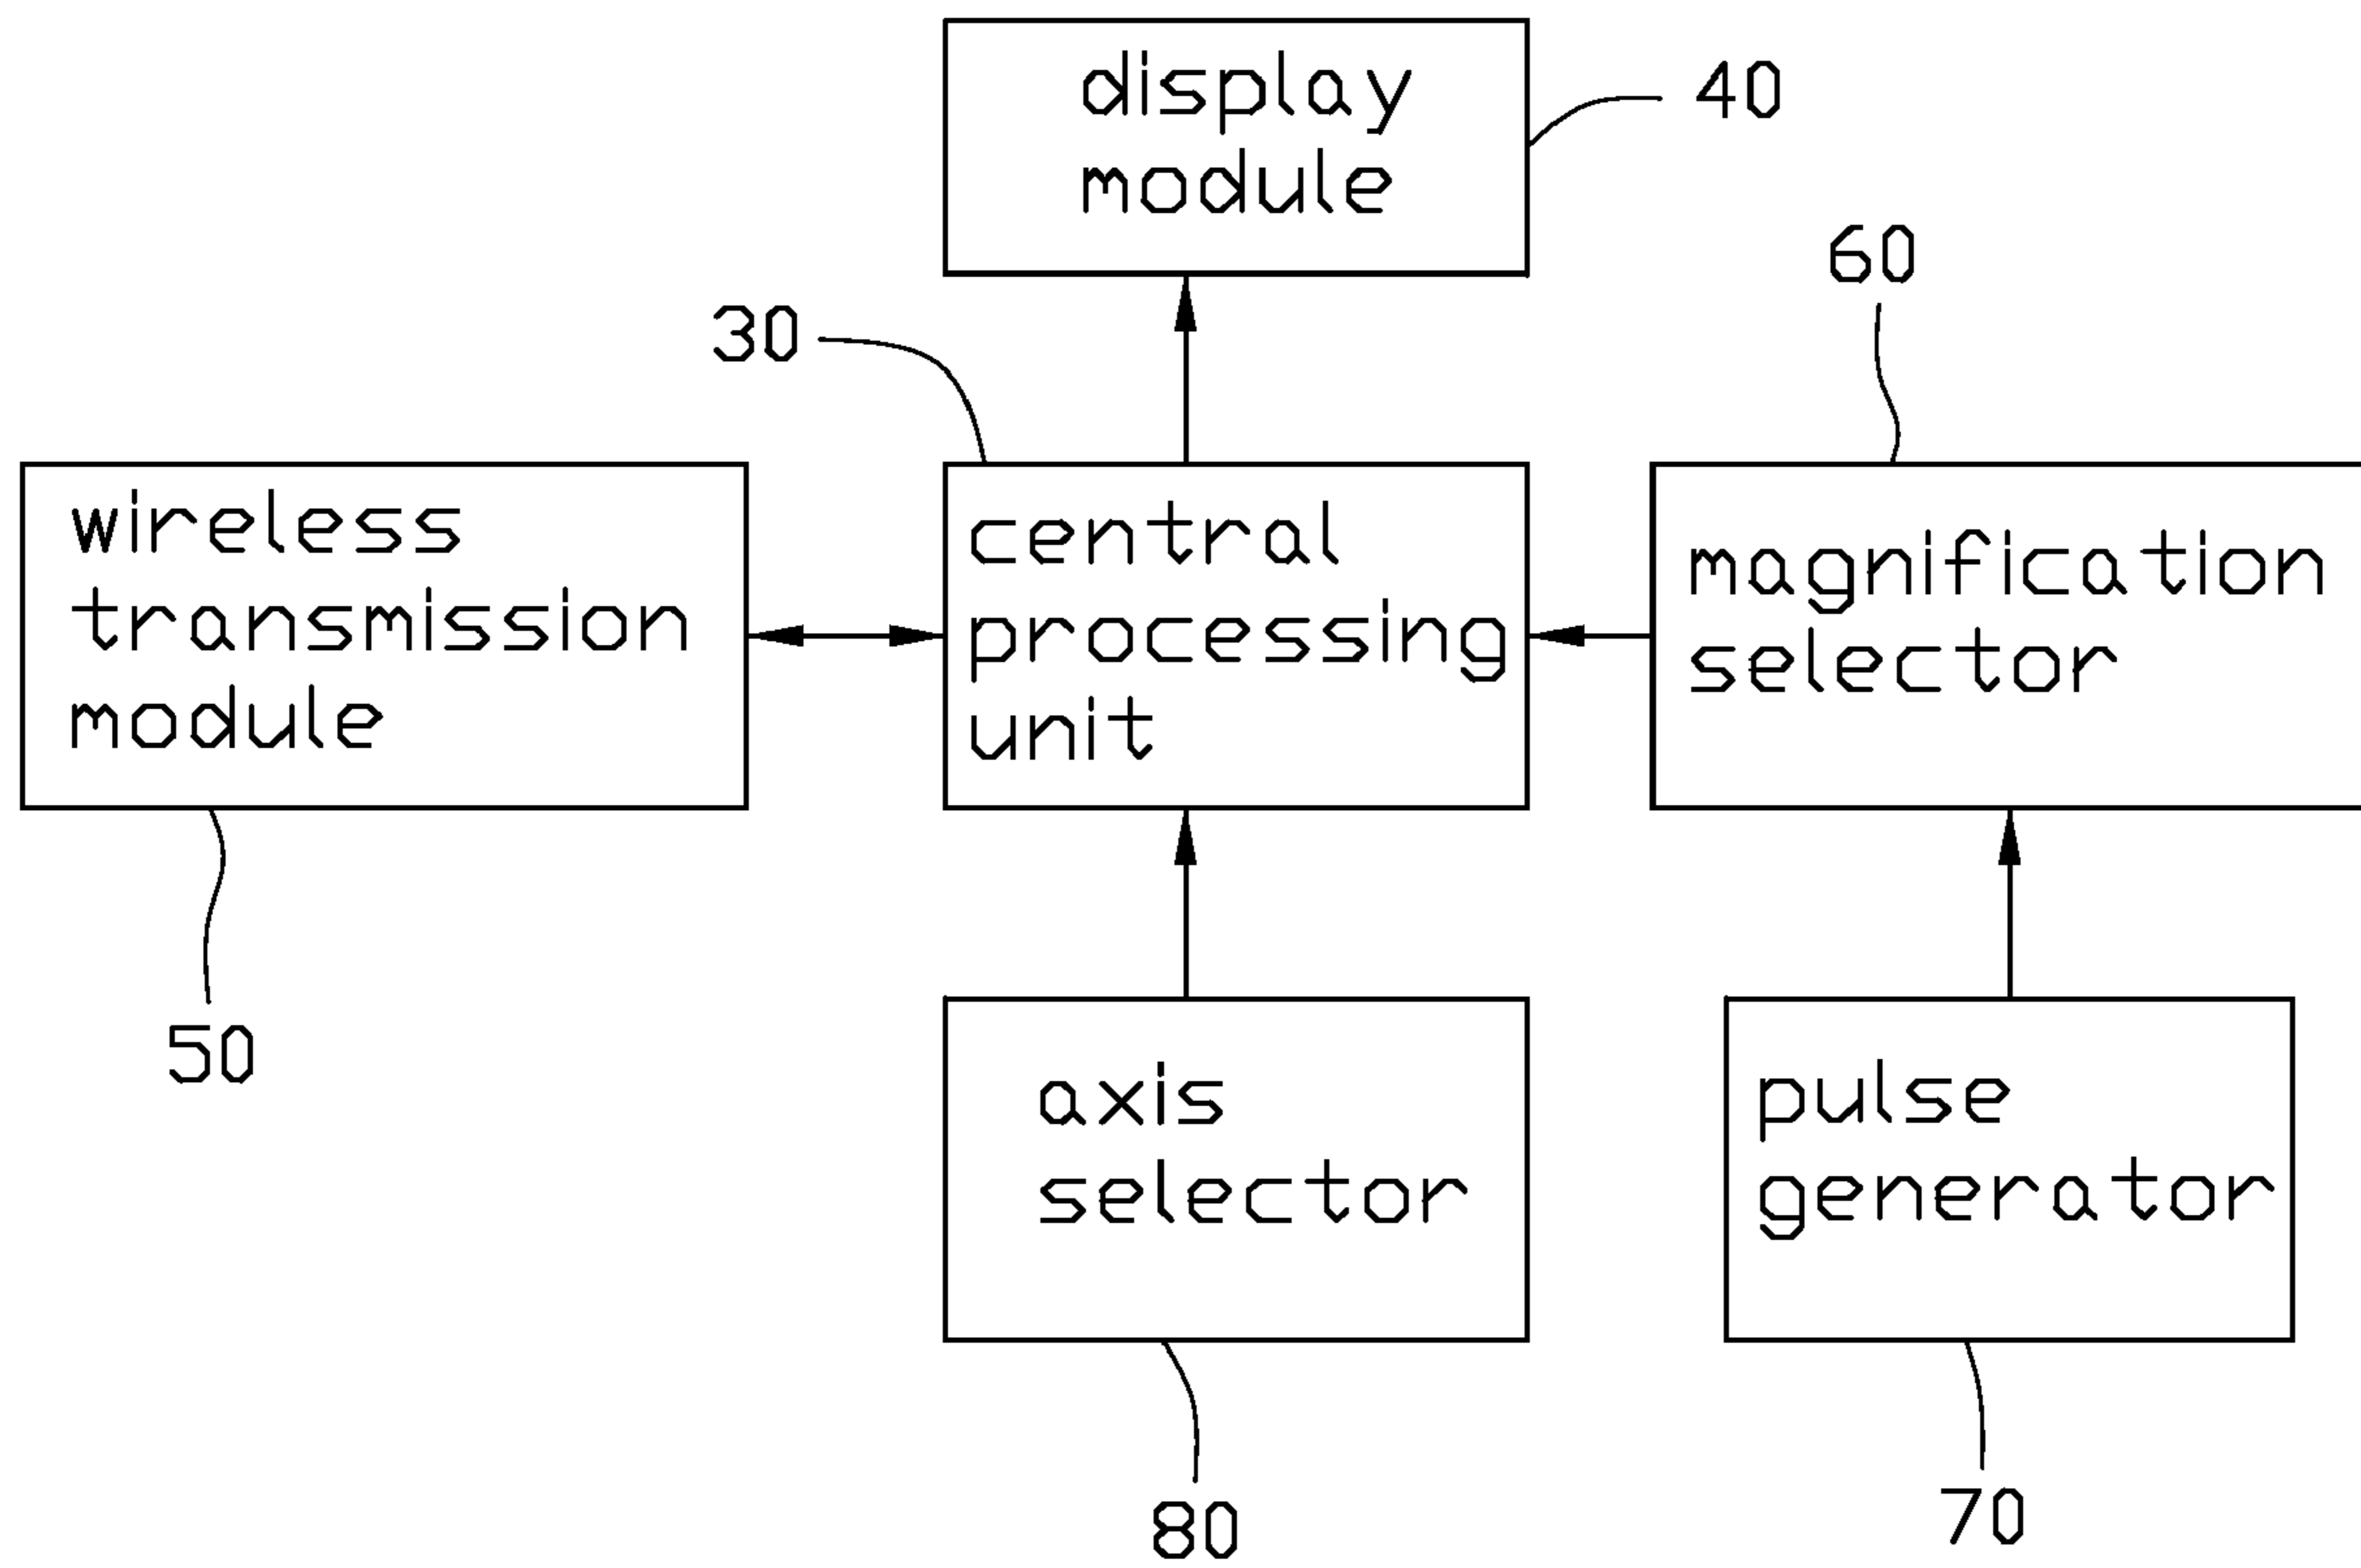 display
module
40
60
30
wireless
transmission
module
central
processing
unit
magnification
selector
50
axis
selector
pulse
generator
80
70